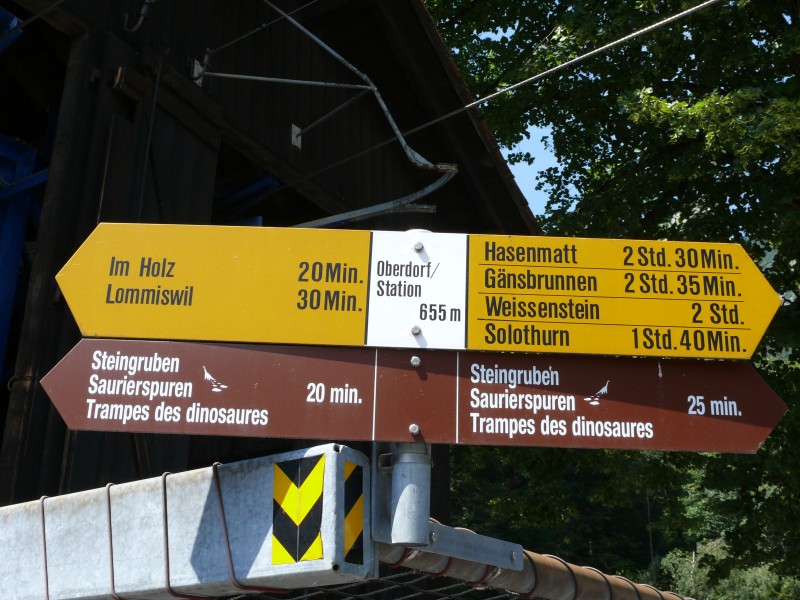 Im Holz 20 Min.
Lommiswil 30 Min.
Oberdorf/
Station
655 m
Hasenmatt 2 Std. 30 Min.
Gänsbrunnen 2 Std. 35 Min.
Weissenstein 2 Std.
Solothurn 1 Std. 40 Min.
Steingruben
Saurierspuren 20 min.
Trampes des dinosaures
Steingruben
Saurierspuren 25 min.
Trampes des dinosaures